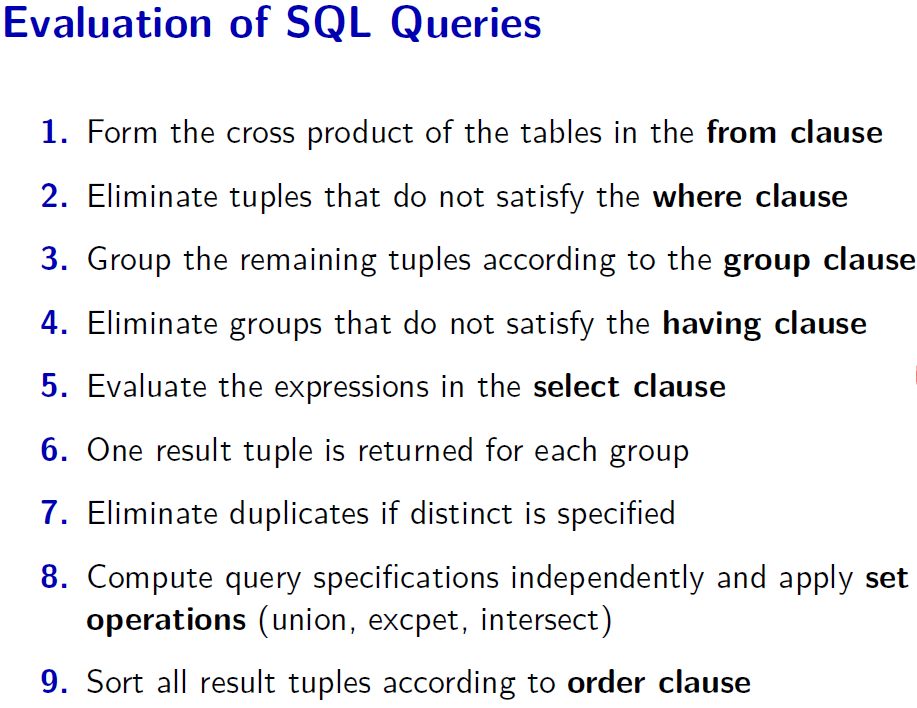 Evaluation of SQL Queries
1. Form the cross product of the tables in the from clause
2. Eliminate tuples that do not satisfy the where clause
3. Group the remaining tuples according to the group clause
4. Eliminate groups that do not satisfy the having clause
5. Evaluate the expressions in the select clause
6. One result tuple is returned for each group
7. Eliminate duplicates if distinct is specified
8. Compute query specifications independently and apply set
operations (union, excpet, intersect)
9. Sort all result tuples according to order clause